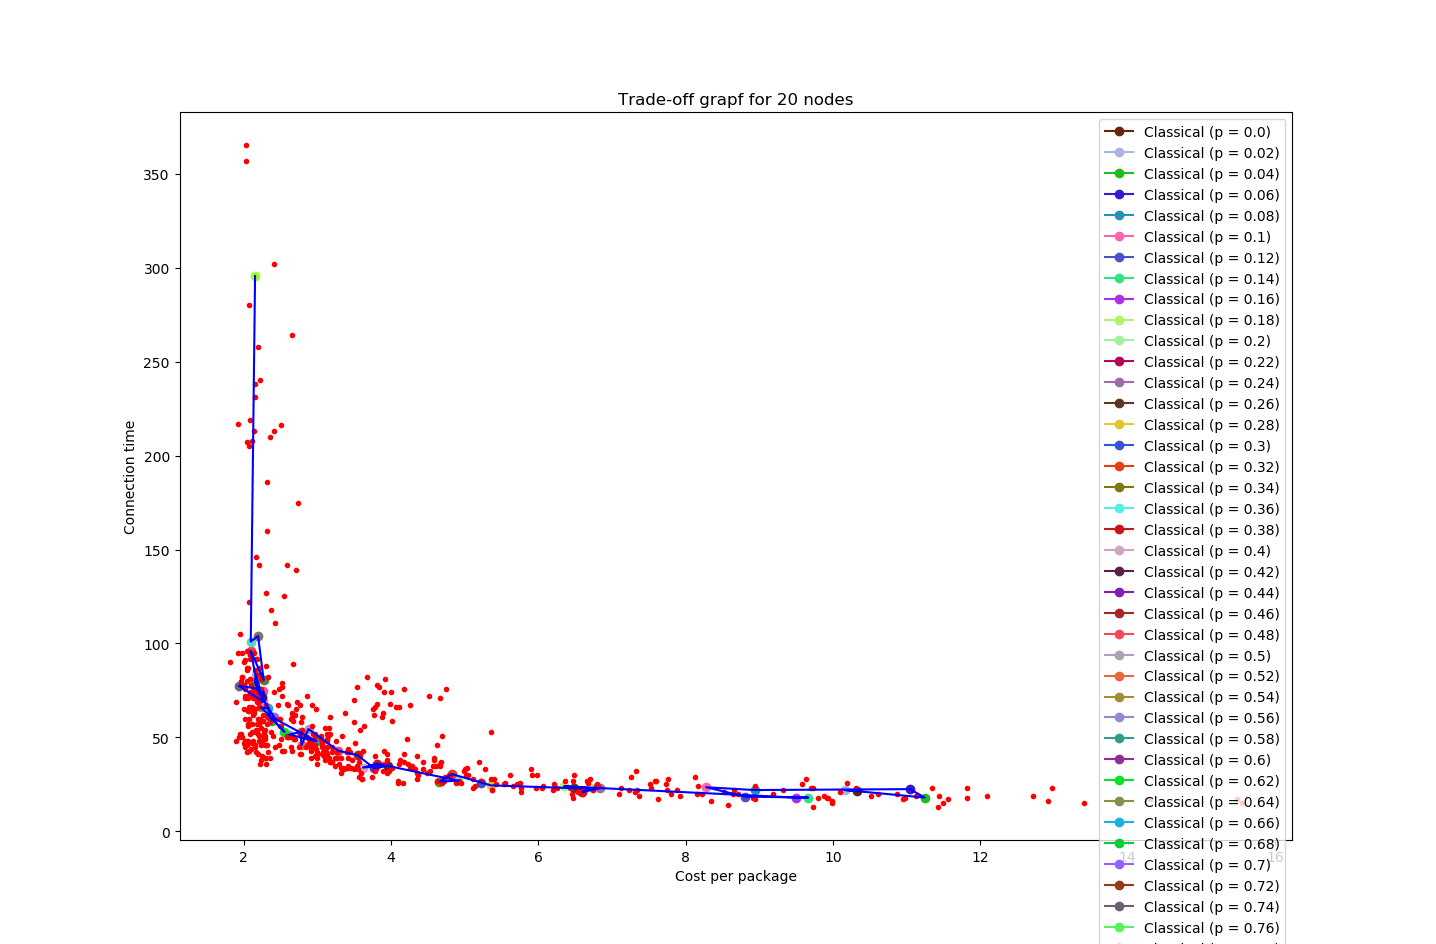 Trade-off grapf for 20 nodes
350
300
250
200
150
100
50
0
Connection time
2
4
6
8
10
12
14
16
Cost per package
Classical (p = 0.0)
Classical (p = 0.02)
Classical (p = 0.04)
Classical (p = 0.06)
Classical (p = 0.08)
Classical (p = 0.1)
Classical (p = 0.12)
Classical (p = 0.14)
Classical (p = 0.16)
Classical (p = 0.18)
Classical (p = 0.2)
Classical (p = 0.22)
Classical (p = 0.24)
Classical (p = 0.26)
Classical (p = 0.28)
Classical (p = 0.3)
Classical (p = 0.32)
Classical (p = 0.34)
Classical (p = 0.36)
Classical (p = 0.38)
Classical (p = 0.4)
Classical (p = 0.42)
Classical (p = 0.44)
Classical (p = 0.46)
Classical (p = 0.48)
Classical (p = 0.5)
Classical (p = 0.52)
Classical (p = 0.54)
Classical (p = 0.56)
Classical (p = 0.58)
Classical (p = 0.6)
Classical (p = 0.62)
Classical (p = 0.64)
Classical (p = 0.66)
Classical (p = 0.68)
Classical (p = 0.7)
Classical (p = 0.72)
Classical (p = 0.74)
Classical (p = 0.76)